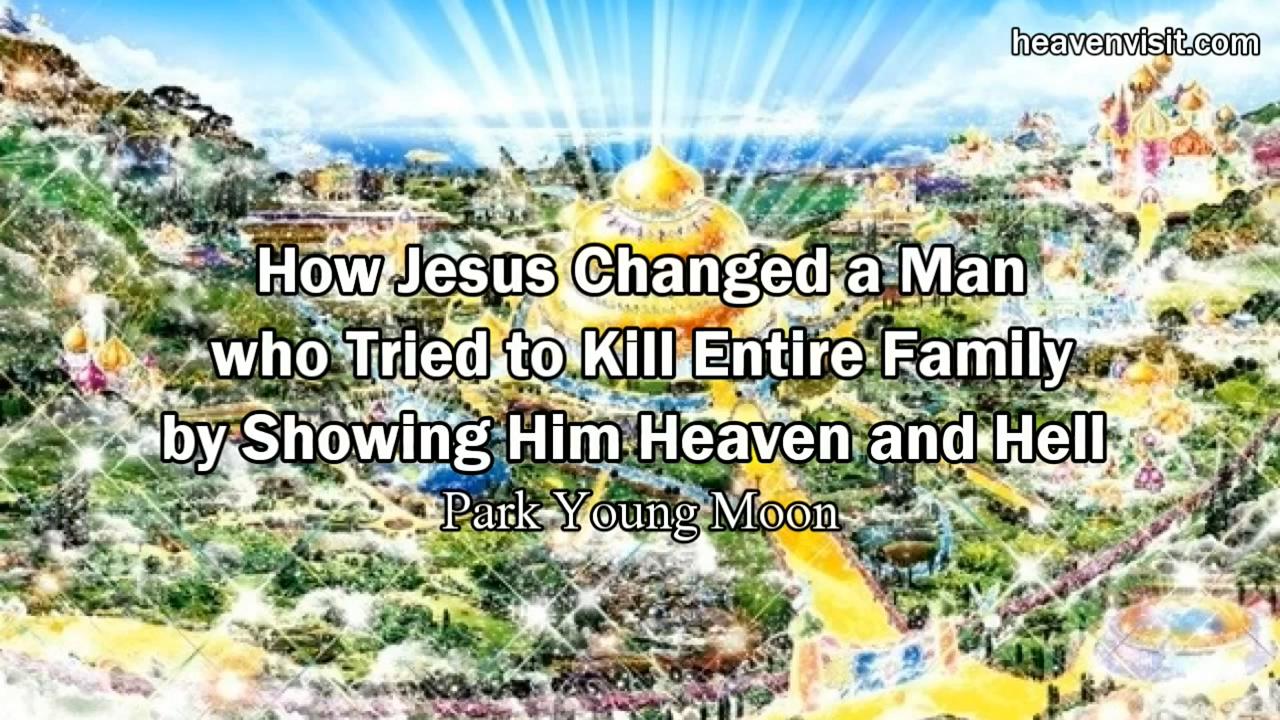 heavenvisit.com
How Jesus Changed a Man
who Tried to Kill Entire Family
by Showing Him Heaven and Hell
Park Young Moon